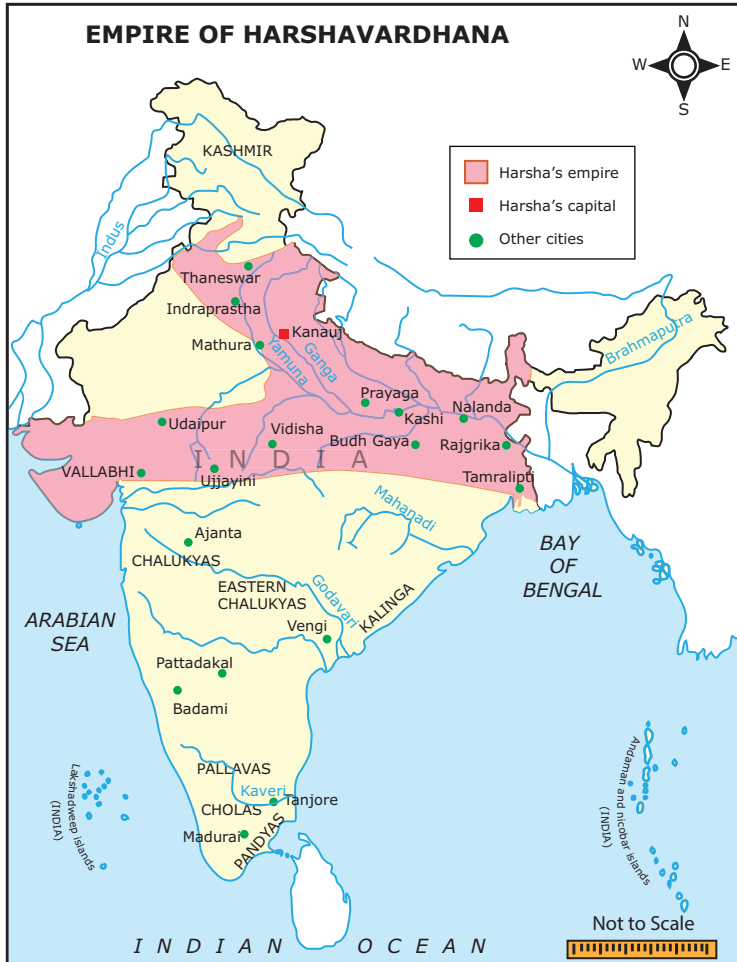 EMPIRE OF HARSHAVARDHANA
N
W
E
S
KASHMIR
Harsha's empire
Harsha's capital
Other cities
Indus
Thaneswar
Indraprastha
Kanauj
Mathura
Yamuna
Ganga
Brahmaputra
Prayaga
Kashi
Nalanda
Udaipur
Vidisha
Budh Gaya
Rajgrika
INDIA
VALLABHI
Ujjayini
Tamralipti
Mahanadi
Ajanta
CHALUKYAS
BAY
OF
BENGAL
EASTERN
CHALUKYAS
Godavari
KALINGA
ARABIAN
SEA
Vengi
Pattadakal
Badami
PALLAVAS
Kaveri
CHOLAS
Tanjore
Madurai
PANDYAS
Lakshadweep islands
(INDIA)
Andaman and nicobar islands
(INDIA)
Not to Scale
INDIAN OCEAN